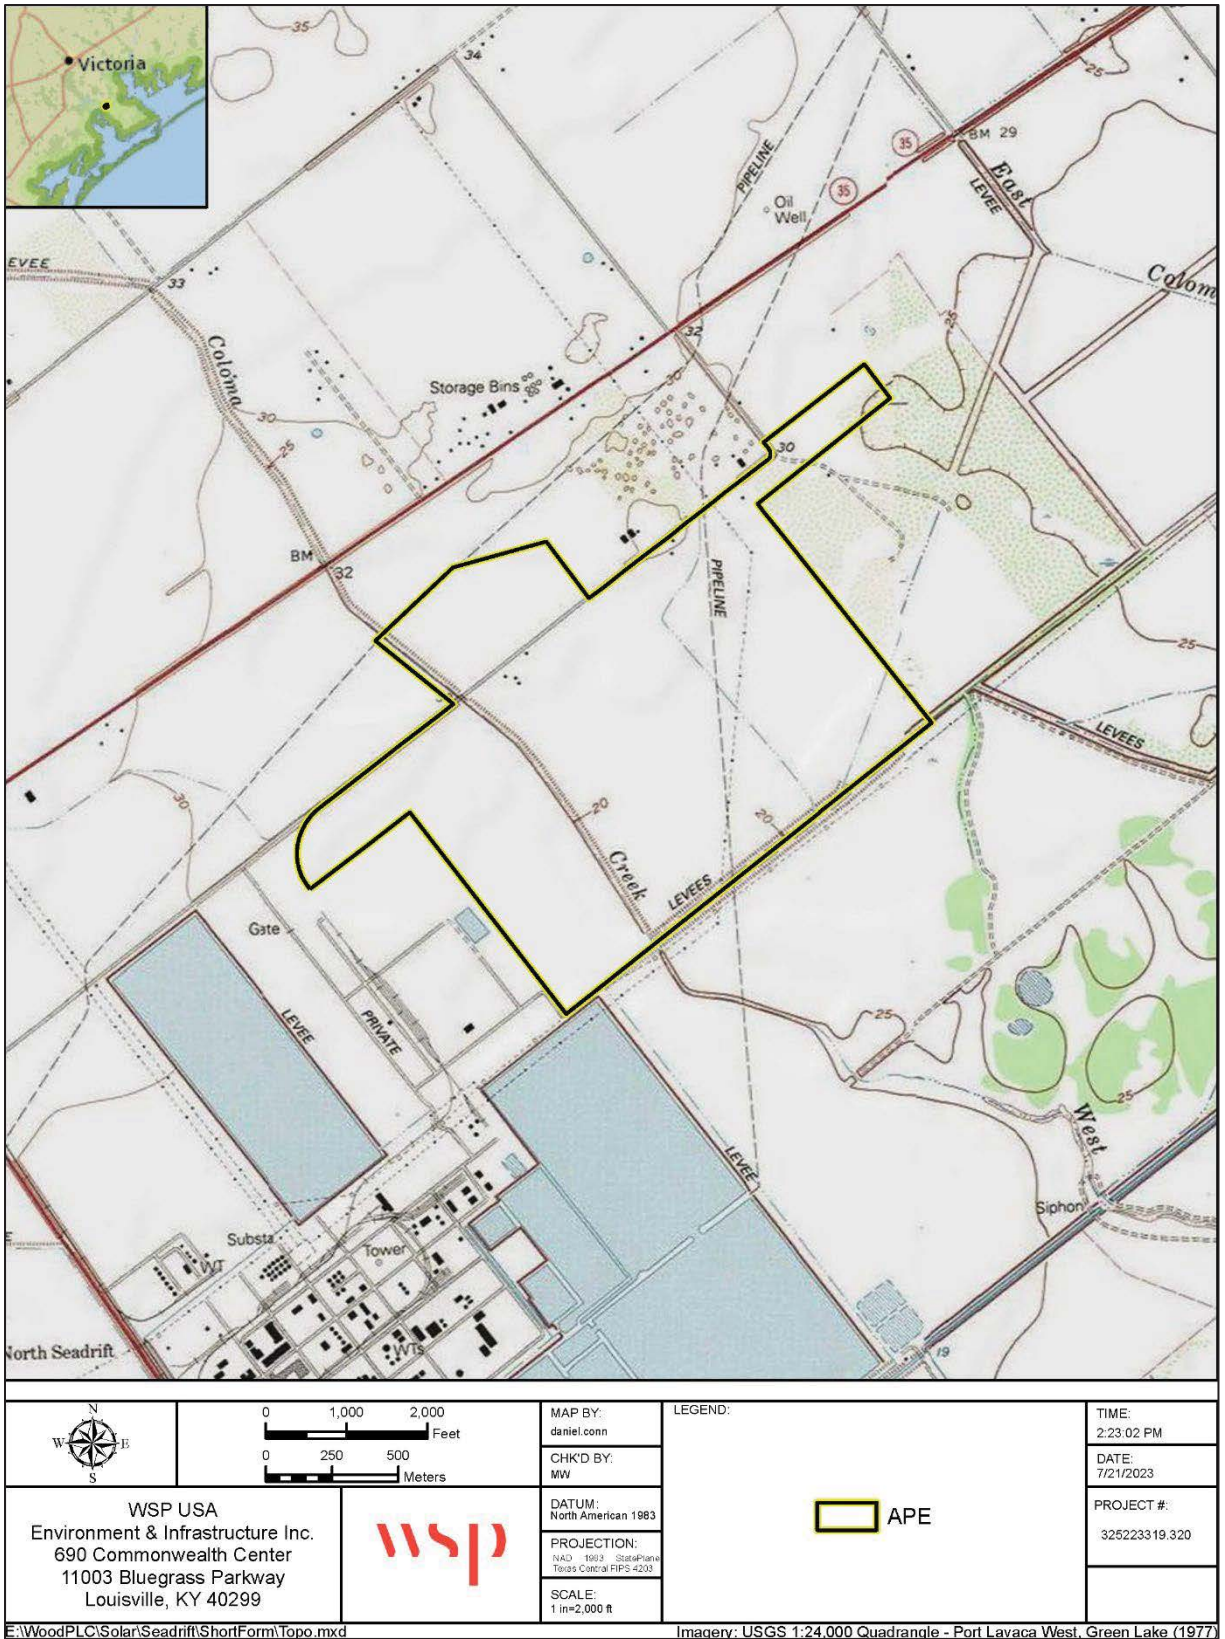 Victoria
35
34
25
BM 29
35
East
LEVEE
PIPELINE
35
Oil
Well
EVEE
33
Colom
Coloma
25
32
30
Storage Bins
30
25
30
BM
32
PIPELINE
25
LEVEES
30
20
20
Creek
LEVEES
Gate
LEVEE
PRIVATE
25
25
West
LEVEE
Siphon
Substa
WT
Tower
19
North Seadrift
WTs
N
W
E
S
0 1,000 2,000
Feet
0 250 500
Meters
MAP BY:
daniel.conn
CHK'D BY:
MW
DATUM:
North American 1983
PROJECTION:
NAD 1983 StatePlane
Texas Central FIPS 4203
SCALE:
1 in=2,000 ft
LEGEND:
APE
TIME:
2:23:02 PM
DATE:
7/21/2023
PROJECT #:
325223319.320
WSP USA
Environment & Infrastructure Inc.
690 Commonwealth Center
11003 Bluegrass Parkway
Louisville, KY 40299
wsp
E:\WoodPLC\Solar\Seadrift\ShortForm\Topo.mxd
Imagery: USGS 1:24,000 Quadrangle - Port Lavaca West, Green Lake (1977)